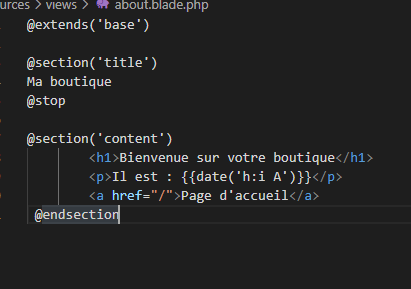 urces > views > about.blade.php
@extends('base')
@section('title')
Ma boutique
@stop
@section('content')
<h1>Bienvenue sur votre boutique</h1>
<p>Il est : {{date('h:i A')}}</p>
<a href="/">Page d'accueil</a>
@endsection